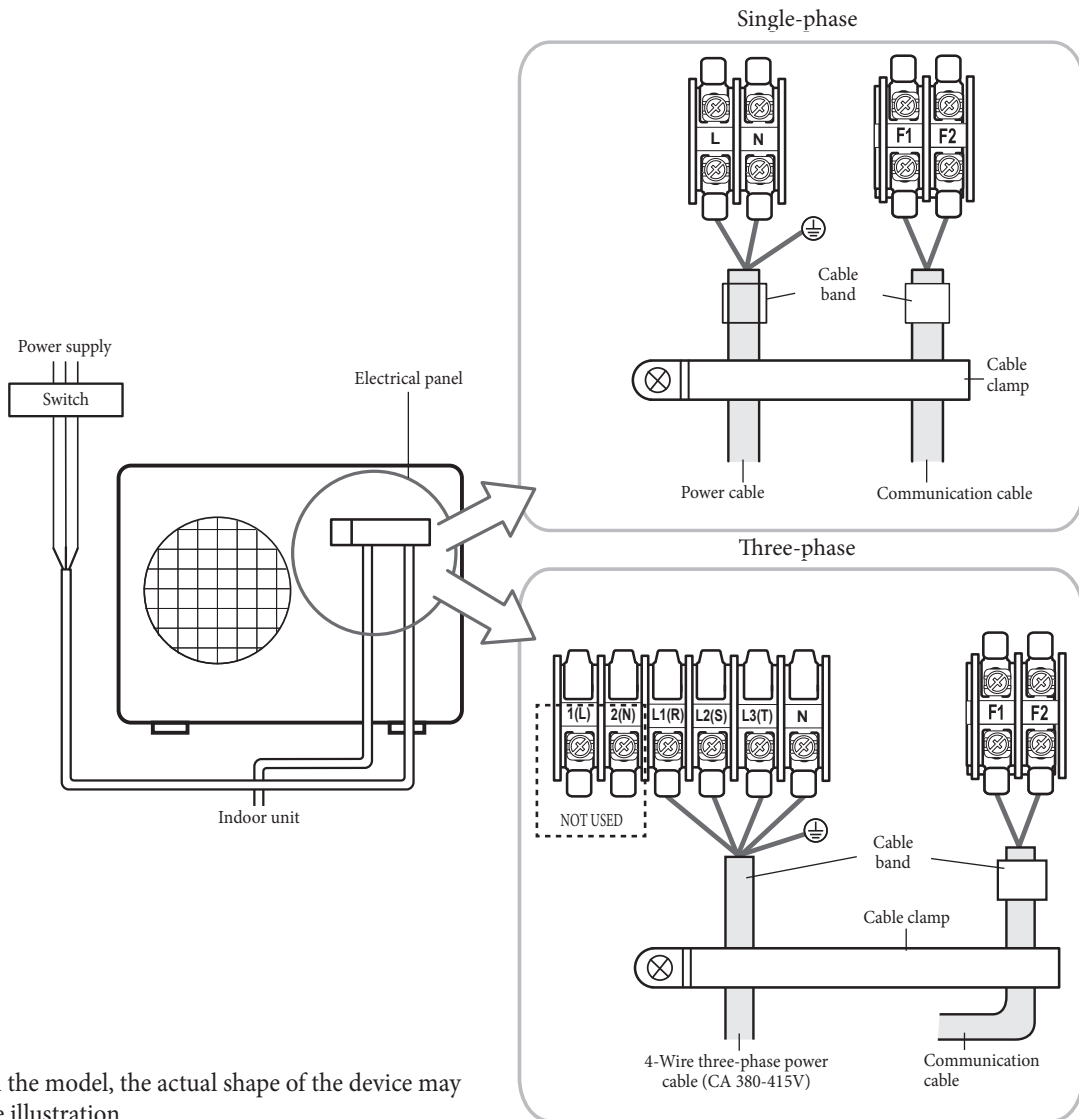 Single-phase
L N
F1 F2
Cable
band
Cable
clamp
Power cable
Communication cable
Power supply
Switch
Electrical panel
Indoor unit
Three-phase
1(L) 2(N) L1(R) L2(S) L3(T) N
F1 F2
NOT USED
Cable
band
Cable clamp
4-Wire three-phase power
cable (CA 380-415V)
Communication
cable
the model, the actual shape of the device may
illustration